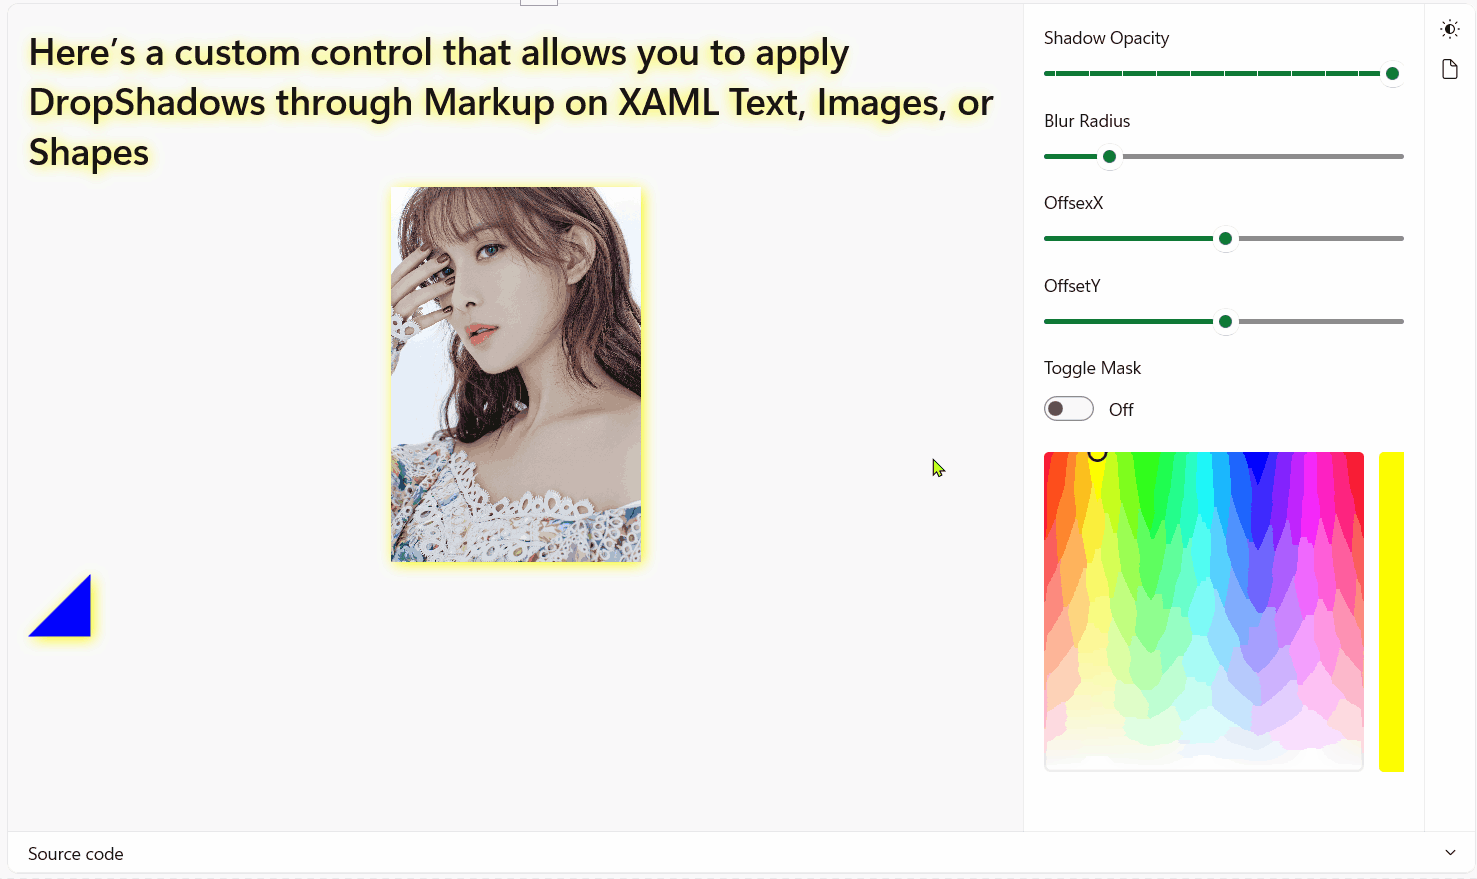 Here’s a custom control that allows you to apply
DropShadows through Markup on XAML Text, Images, or
Shapes
Shadow Opacity
Blur Radius
OffsexX
OffsetY
Toggle Mask
Off
Source code